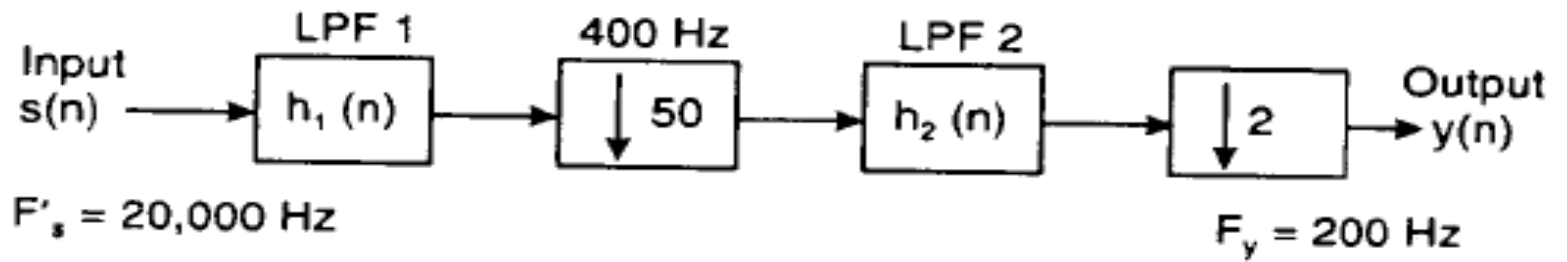 LPF 1
400 Hz
LPF 2
Input
s(n)
h₁ (n)
↓ 50
h₂ (n)
↓ 2
Output
y(n)
F'ₛ = 20,000 Hz
Fᵧ = 200 Hz